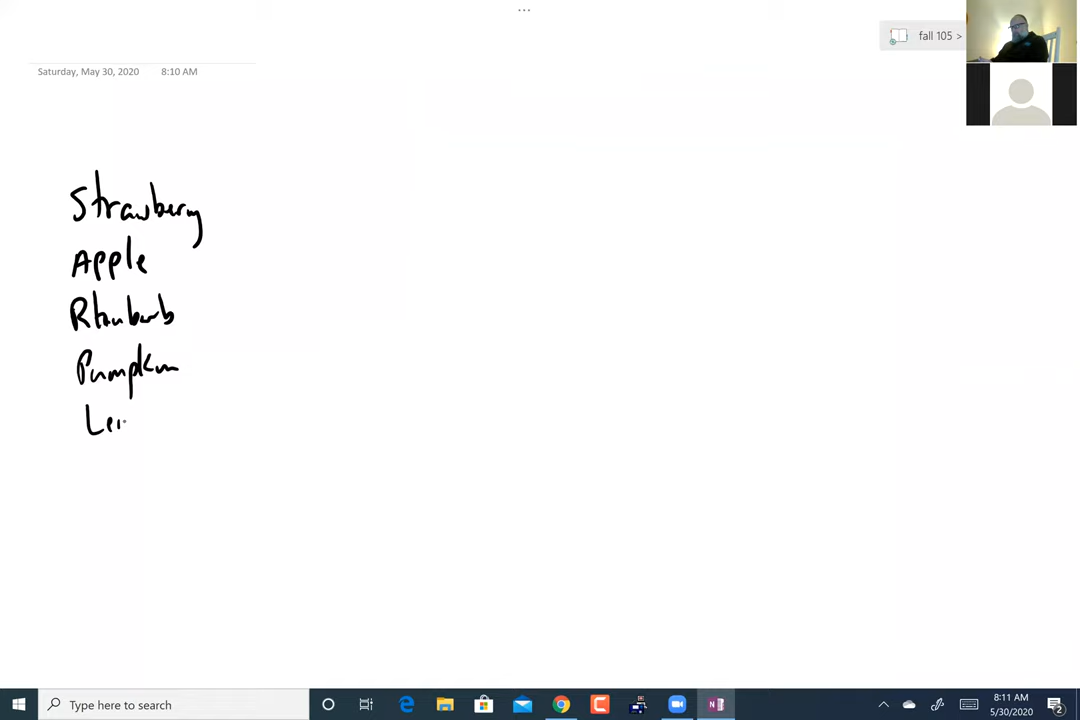 fall 105 >
Saturday, May 30, 2020 8:10 AM
Strawberry
Apple
Rhubarb
Pumpkin
Le
Type here to search
8:11 AM
5/30/2020
2